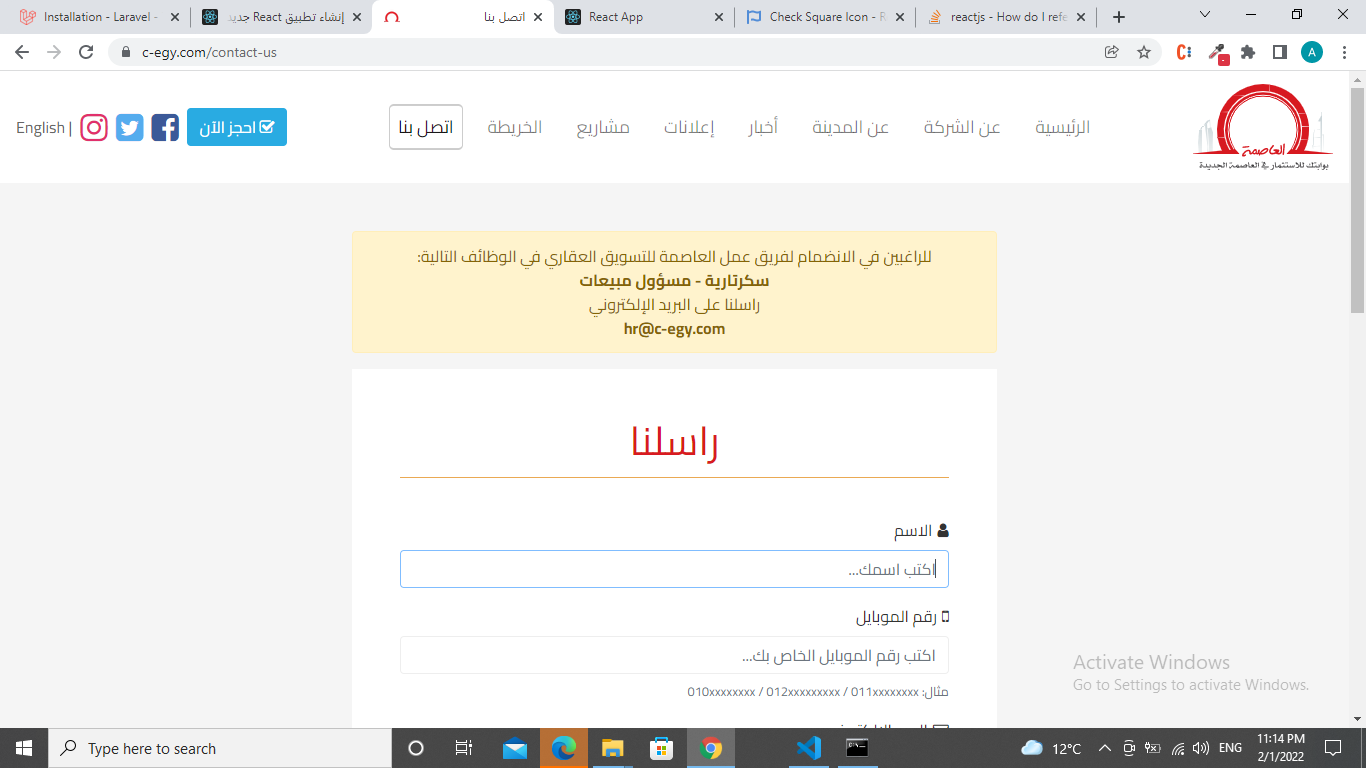 Installation - Laravel -
إنشاء تطبيق React جديد
اتصل بنا
React App
Check Square Icon - R
reactjs - How do I refe
c-egy.com/contact-us
A
العاصمة
بوابتك للاستثمار في العاصمة الجديدة
الرئيسية
عن الشركة
عن المدينة
أخبار
إعلانات
مشاريع
الخريطة
اتصل بنا
احجز الآن
English |
للراغبين في الانضمام لفريق عمل العاصمة للتسويق العقاري في الوظائف التالية:
سكرتارية - مسؤول مبيعات
راسلنا على البريد الإلكتروني
hr@c-egy.com
راسلنا
الاسم
اكتب اسمك...
رقم الموبايل
اكتب رقم الموبايل الخاص بك...
مثال: 010xxxxxxxx / 012xxxxxxxxx / 011xxxxxxxx
Activate Windows
Go to Settings to activate Windows.
Type here to search
12°C
ENG
11:14 PM
2/1/2022